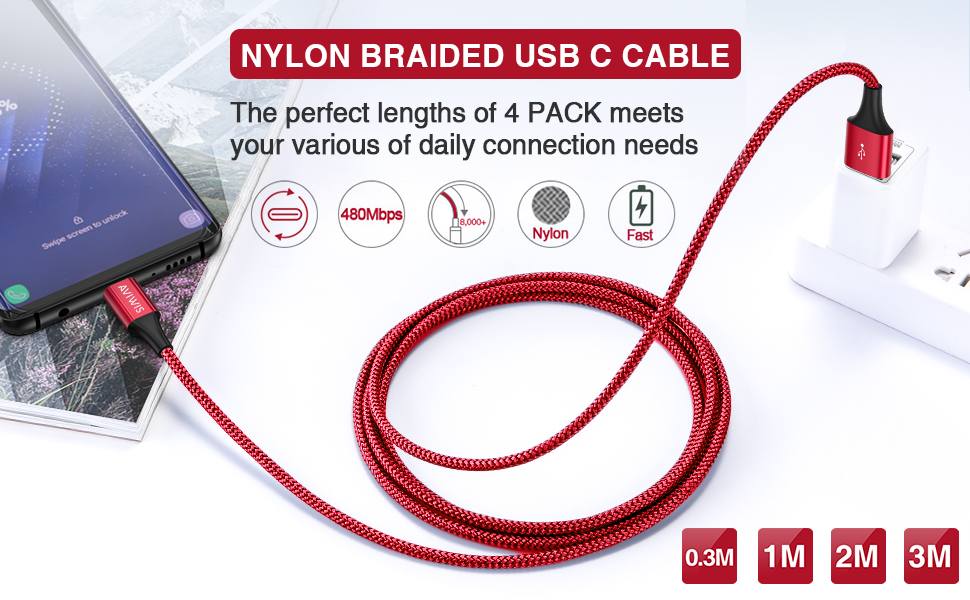 NYLON BRAIDED USB C CABLE
The perfect lengths of 4 PACK meets
your various of daily connection needs
480Mbps
8,000+
Nylon
Fast
Swipe screen to unlock
AVIWIS
0.3M
1M
2M
3M